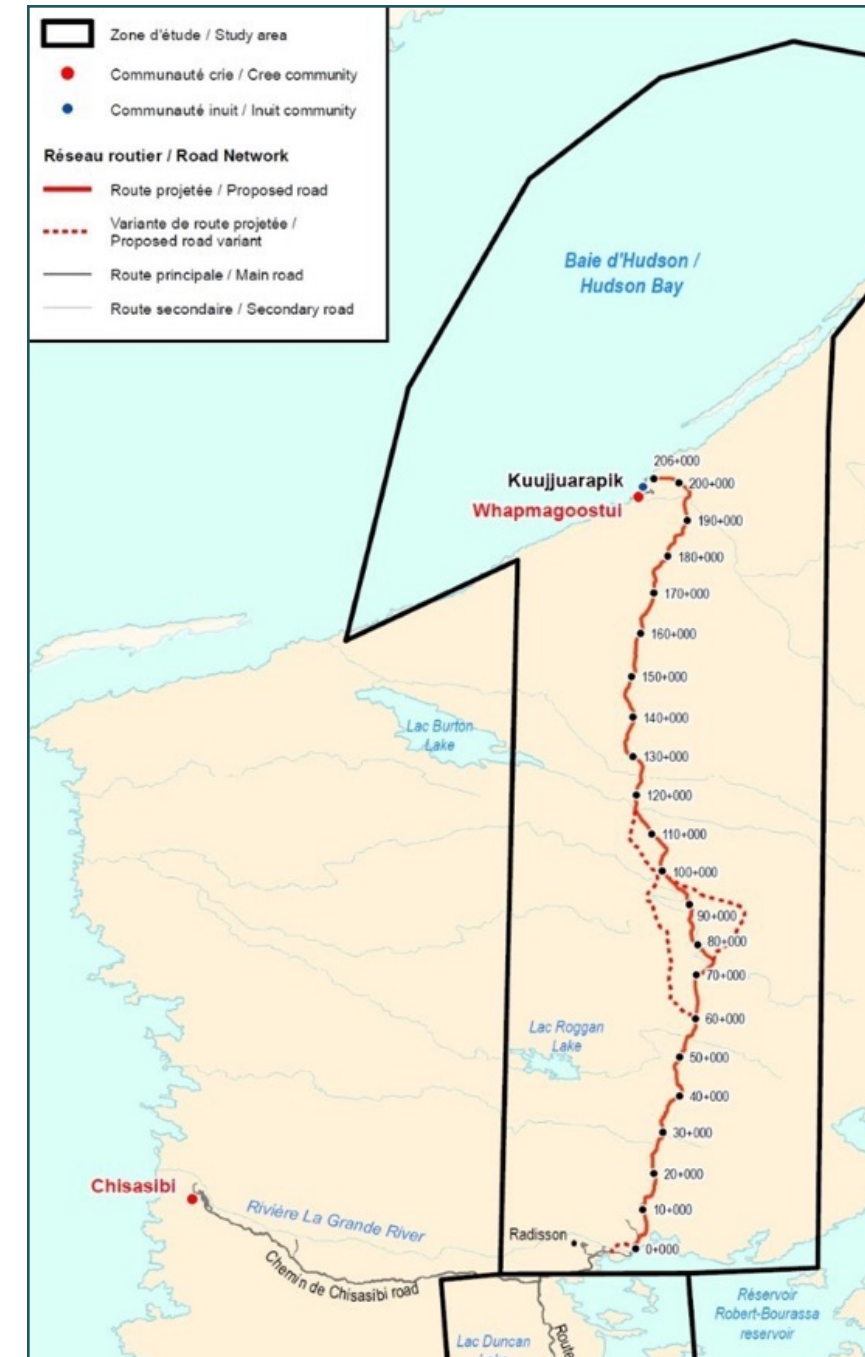 Zone d'étude / Study area
Communauté crie / Cree community
Communauté inuit / Inuit community
Réseau routier / Road Network
Route projetée / Proposed road
Variante de route projetée /
Proposed road variant
Route principale / Main road
Route secondaire / Secondary road
Baie d'Hudson /
Hudson Bay
206+000
Kuujjuarapik
200+000
Whapmagoostui
190+000
180+000
170+000
160+000
150+000
Lac Burton
Lake
140+000
130+000
120+000
110+000
100+000
90+000
80+000
70+000
60+000
Lac Roggan
Lake
50+000
40+000
30+000
20+000
Chisasibi
10+000
Rivière La Grande River
Radisson
0+000
Chemin de Chisasibi road
Réservoir
Robert-Bourassa
reservoir
Route
Lac Duncan